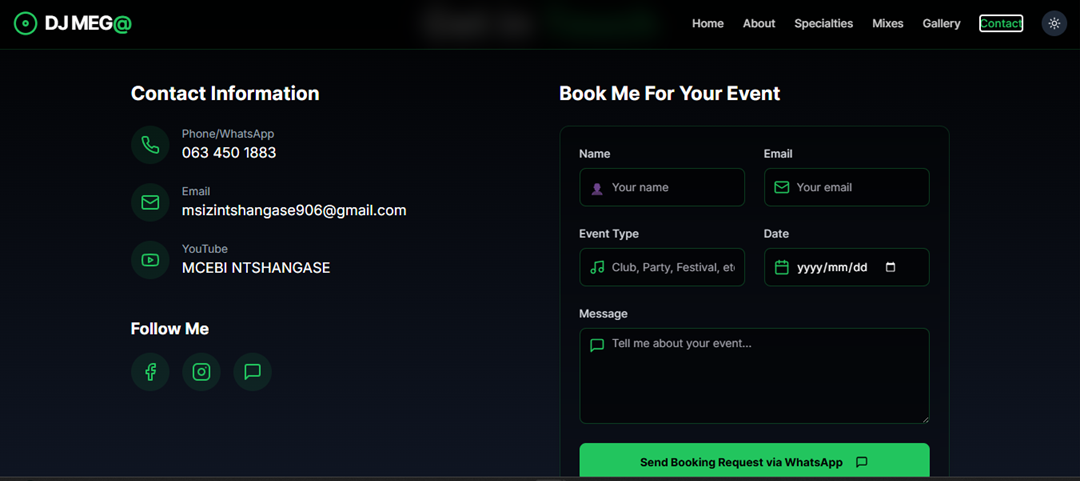 DJ MEG@
Home
About
Specialties
Mixes
Gallery
Contact
Contact Information
Phone/WhatsApp
063 450 1883
Email
msizintshangase906@gmail.com
YouTube
MCEBI NTSHANGASE
Follow Me
Book Me For Your Event
Name
Your name
Email
Your email
Event Type
Club, Party, Festival, etc
Date
yyyy/mm/dd
Message
Tell me about your event...
Send Booking Request via WhatsApp